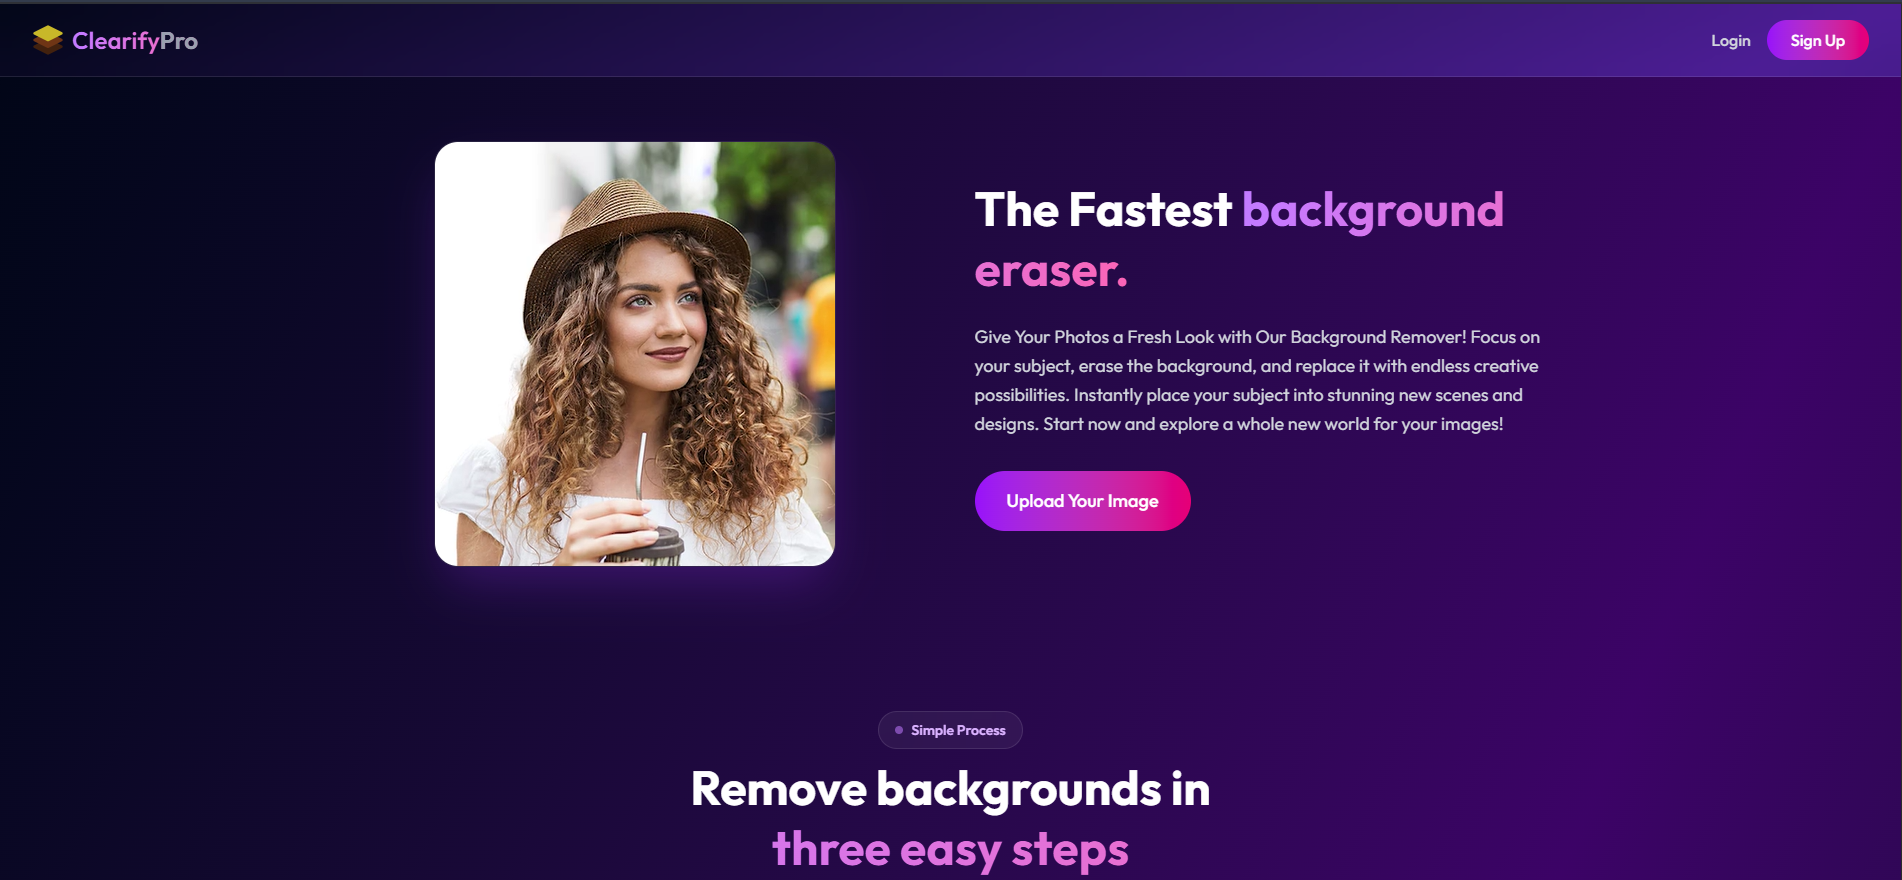 ClearifyPro
Login
Sign Up
The Fastest background
eraser.
Give Your Photos a Fresh Look with Our Background Remover! Focus on
your subject, erase the background, and replace it with endless creative
possibilities. Instantly place your subject into stunning new scenes and
designs. Start now and explore a whole new world for your images!
Upload Your Image
Simple Process
Remove backgrounds in
three easy steps